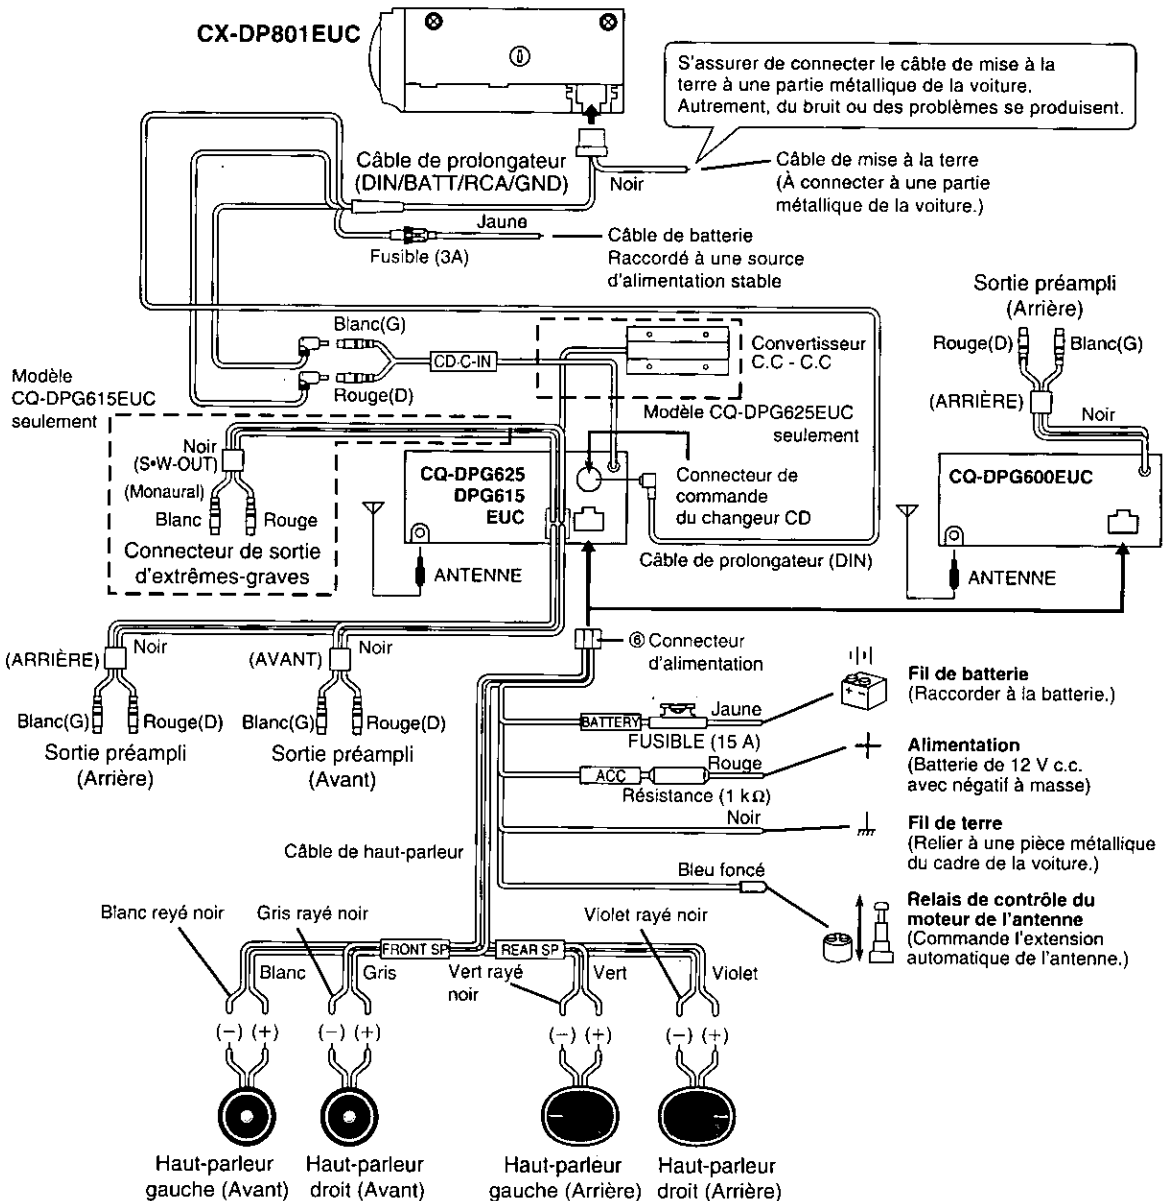 CX-DP801EUC
S'assurer de connecter le câble de mise à la
terre à une partie métallique de la voiture.
Autrement, du bruit ou des problèmes se produisent.
Câble de prolongateur
(DIN/BATT/RCA/GND)
Noir
Câble de mise à la terre
(À connecter à une partie
métallique de la voiture.)
Jaune
Fusible (3A)
Câble de batterie
Raccordé à une source
d'alimentation stable
Sortie préampli
(Arrière)
Rouge(D)
Blanc(G)
(ARRIÈRE)
Noir
Blanc(G)
CD·C-IN
Rouge(D)
Convertisseur
C.C - C.C
Modèle CQ-DPG625EUC
seulement
Modèle
CQ-DPG615EUC
seulement
Noir
(S•W-OUT)
(Monaural)
Blanc
Rouge
Connecteur de sortie
d'extrêmes-graves
CQ-DPG625
DPG615
EUC
Connecteur de
commande
du changeur CD
Câble de prolongateur (DIN)
ANTENNE
CQ-DPG600EUC
ANTENNE
(ARRIÈRE)
Noir
Blanc(G)
Rouge(D)
Sortie préampli
(Arrière)
(AVANT)
Noir
Blanc(G)
Rouge(D)
Sortie préampli
(Avant)
⑥ Connecteur
d'alimentation
BATTERY
Jaune
FUSIBLE (15 A)
Fil de batterie
(Raccorder à la batterie.)
ACC
Rouge
Résistance (1 kΩ)
Alimentation
(Batterie de 12 V c.c.
avec négatif à masse)
Noir
Fil de terre
(Relier à une pièce métallique
du cadre de la voiture.)
Câble de haut-parleur
Bleu foncé
Relais de contrôle du
moteur de l'antenne
(Commande l'extension
automatique de l'antenne.)
Blanc reyé noir
Gris rayé noir
Violet rayé noir
FRONT SP
REAR SP
Blanc
Gris
Vert rayé
noir
Vert
Violet
(−) (+)
(−) (+)
(−) (+)
(−) (+)
Haut-parleur
gauche (Avant)
Haut-parleur
droit (Avant)
Haut-parleur
gauche (Arrière)
Haut-parleur
droit (Arrière)